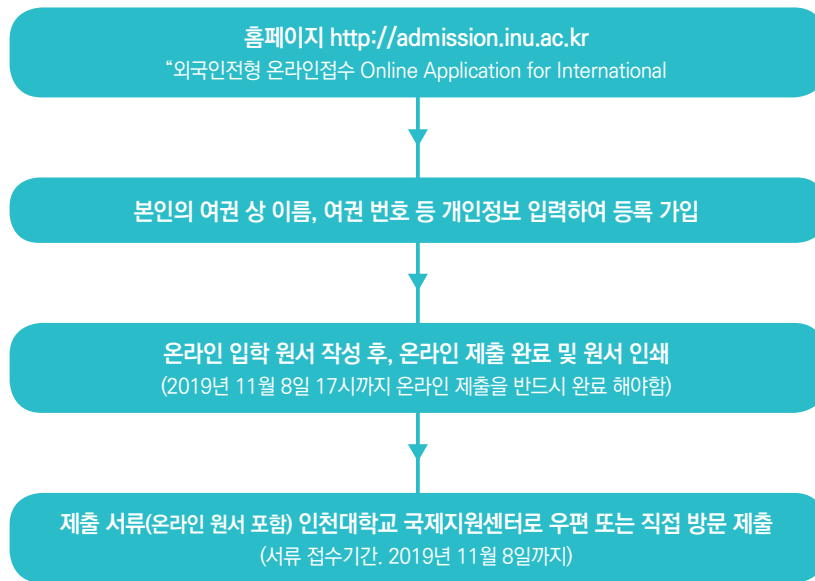 홈페이지 http://admission.inu.ac.kr
“외국인전형 온라인접수 Online Application for International
본인의 여권 상 이름, 여권 번호 등 개인정보 입력하여 등록 가입
온라인 입학 원서 작성 후, 온라인 제출 완료 및 원서 인쇄
(2019년 11월 8일 17시까지 온라인 제출을 반드시 완료 해야함)
제출 서류(온라인 원서 포함) 인천대학교 국제지원센터로 우편 또는 직접 방문 제출
(서류 접수기간. 2019년 11월 8일까지)